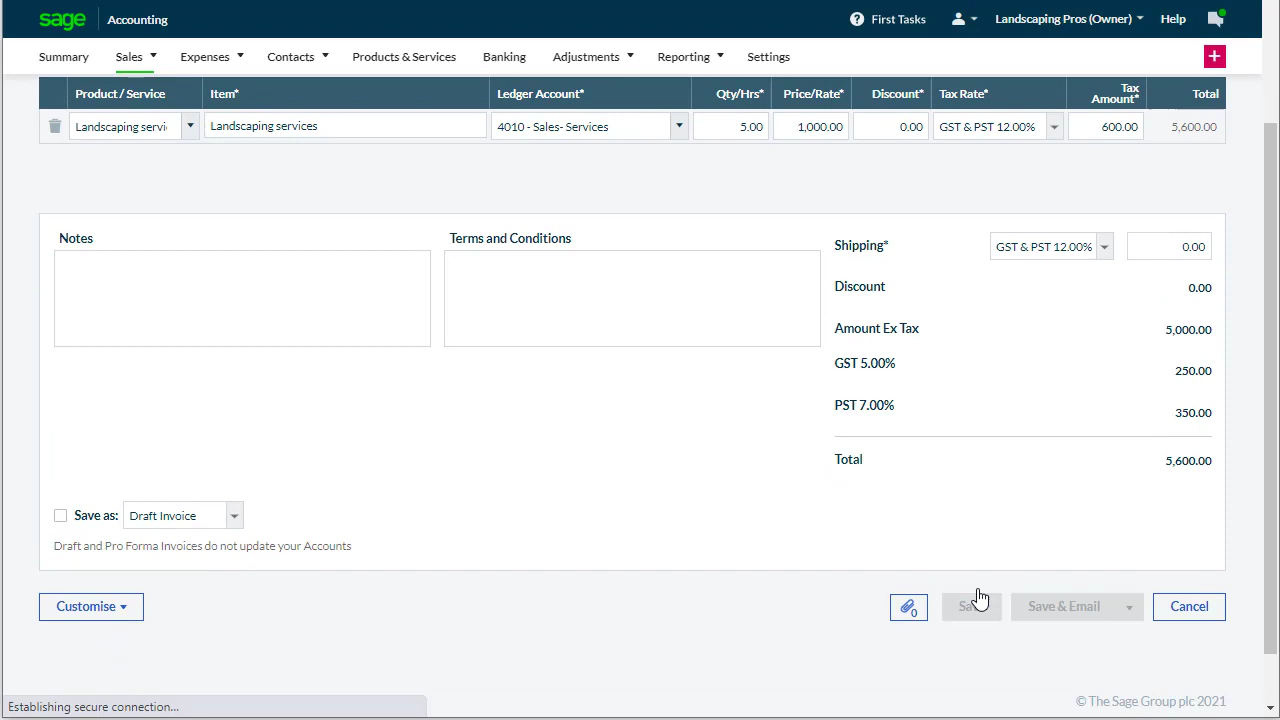 sage Accounting First Tasks Landscaping Pros (Owner) Help
Summary Sales Expenses Contacts Products & Services Banking Adjustments Reporting Settings +
Product / Service Item* Ledger Account* Qty/Hrs* Price/Rate* Discount* Tax Rate* Tax Amount* Total
Landscaping servi Landscaping services 4010 - Sales- Services 5.00 1,000.00 0.00 GST & PST 12.00% 600.00 5,600.00
Notes Terms and Conditions
Shipping* GST & PST 12.00% 0.00
Discount 0.00
Amount Ex Tax 5,000.00
GST 5.00% 250.00
PST 7.00% 350.00
Total 5,600.00
Save as: Draft Invoice
Draft and Pro Forma Invoices do not update your Accounts
Customise 0 Save & Email Cancel
Establishing secure connection...
© The Sage Group plc 2021